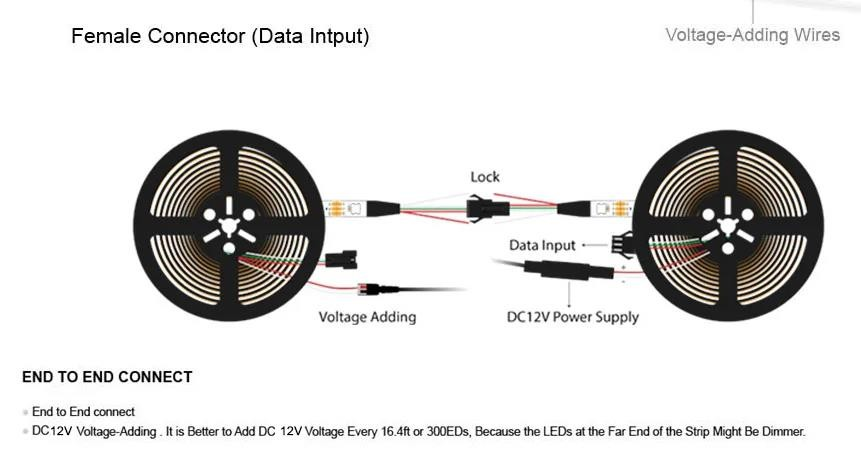 Female Connector (Data Intput)
Voltage-Adding Wires
Lock
Data Input
+
-
Voltage Adding
DC12V Power Supply
END TO END CONNECT
End to End connect
DC12V Voltage-Adding . It is Better to Add DC 12V Voltage Every 16.4ft or 300EDs, Because the LEDs at the Far End of the Strip Might Be Dimmer.